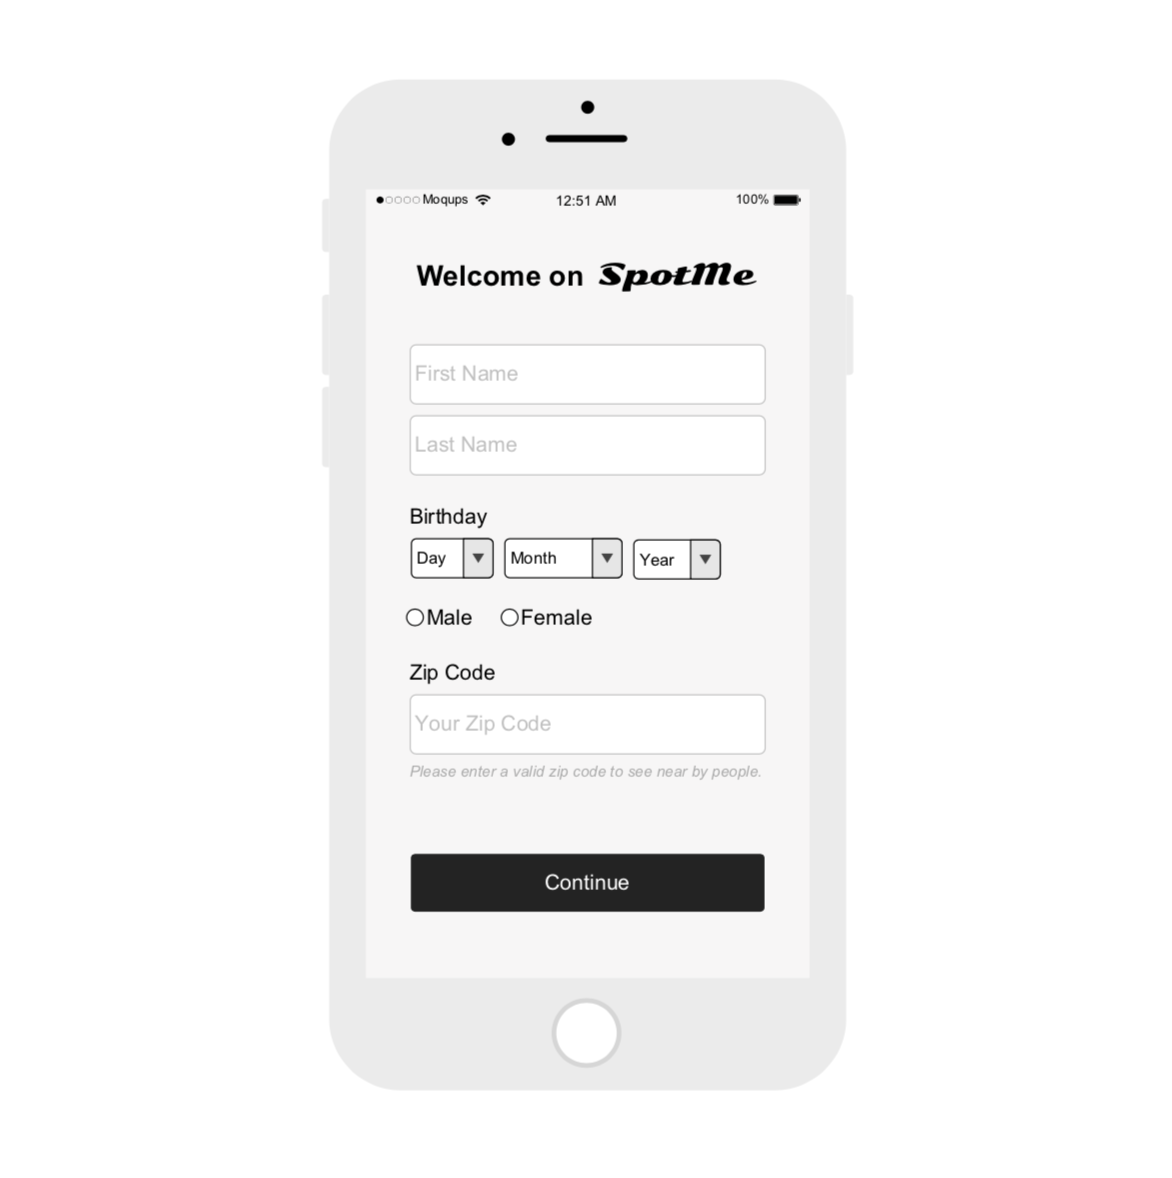 Moqups 12:51 AM 100%
Welcome on SpotMe
First Name
Last Name
Birthday
Day Month Year
Male Female
Zip Code
Your Zip Code
Please enter a valid zip code to see near by people.
Continue